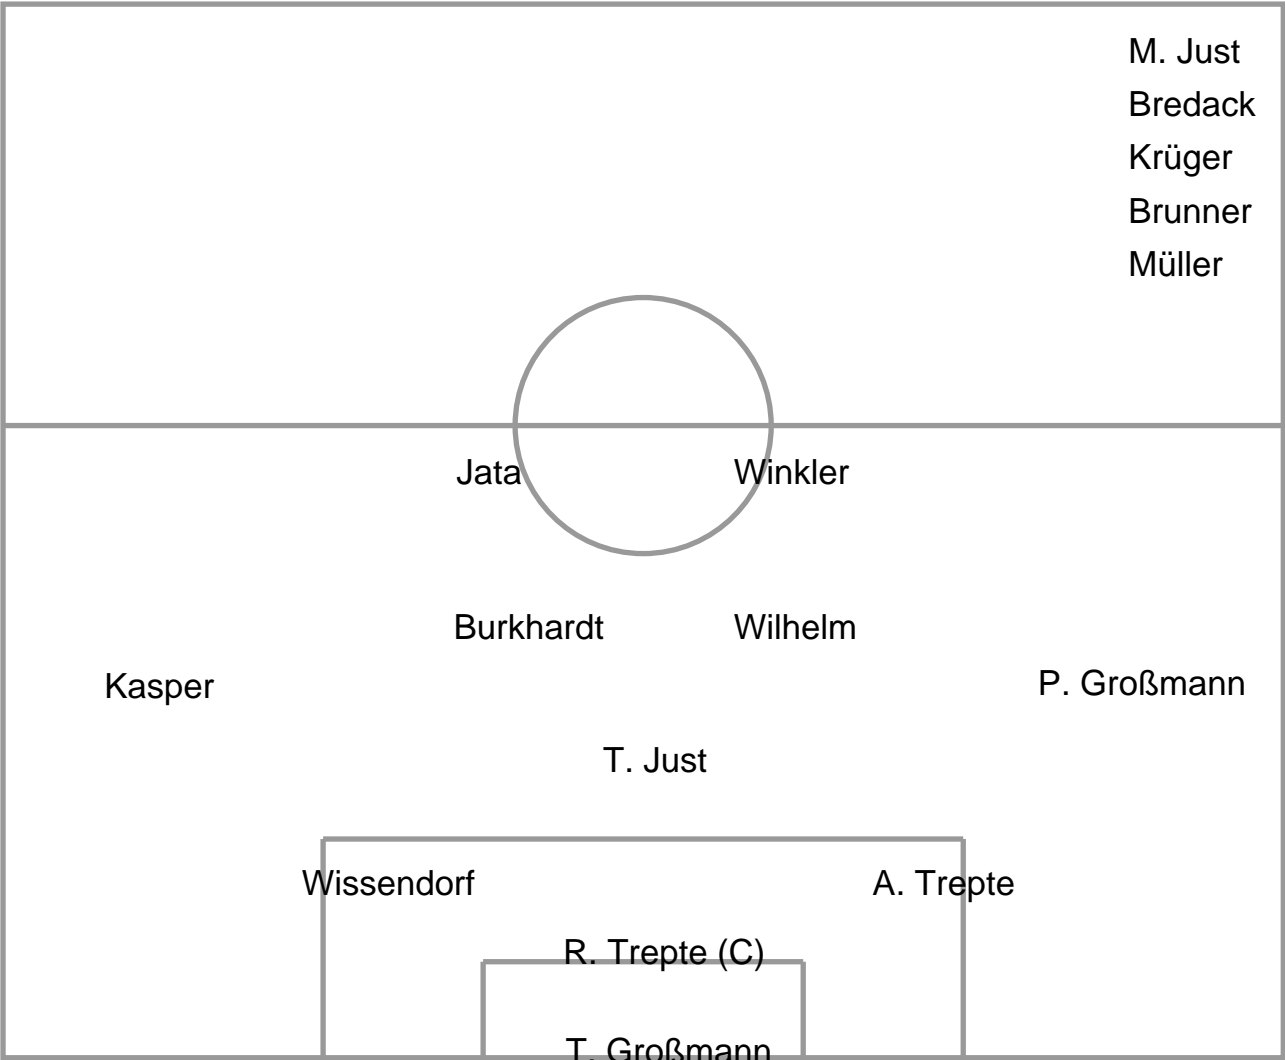 M. Just
Bredack
Krüger
Brunner
Müller
Jata Winkler
Burkhardt Wilhelm
Kasper P. Großmann
T. Just
Wissendorf A. Trepte
R. Trepte (C)
T. Großmann